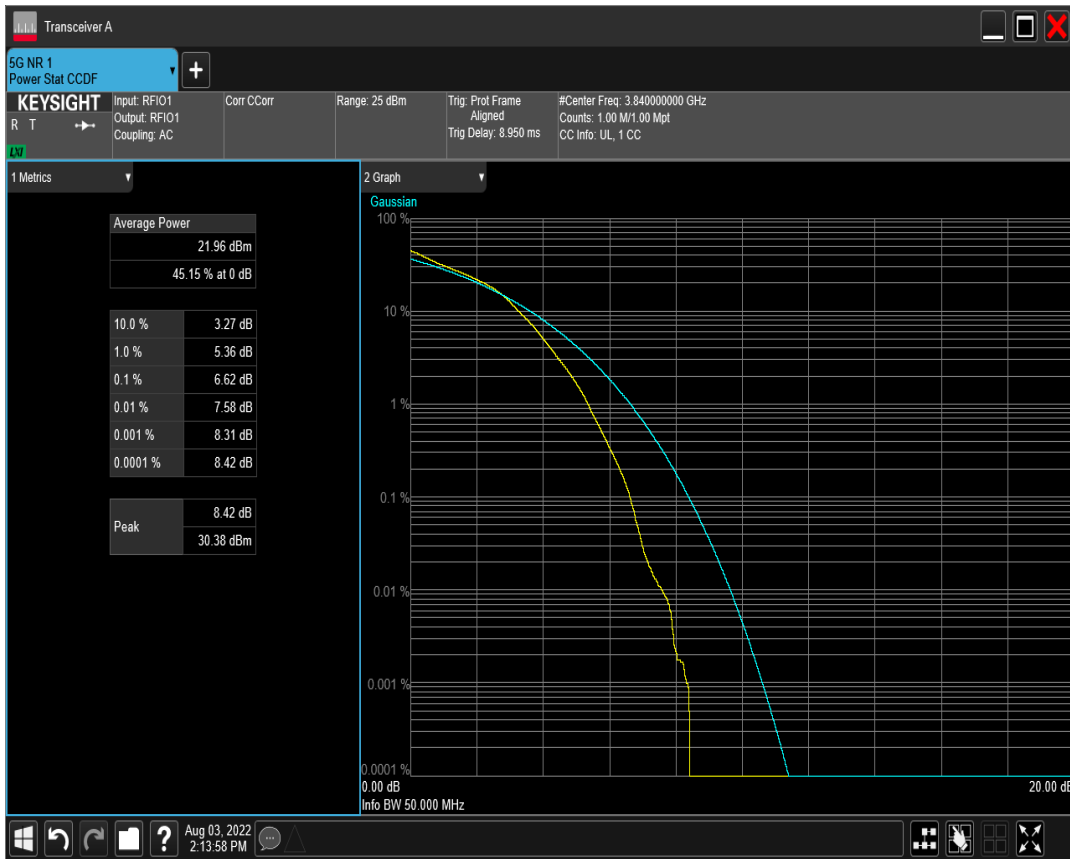 Transceiver A
5G NR 1
Power Stat CCDF
KEYSIGHT
R T
LXI
Input: RFIO1
Output: RFIO1
Coupling: AC
Corr CCorr
Range: 25 dBm
Trig: Prot Frame
Aligned
Trig Delay: 8.950 ms
#Center Freq: 3.840000000 GHz
Counts: 1.00 M/1.00 Mpt
CC Info: UL, 1 CC
1 Metrics
Average Power
21.96 dBm
45.15 % at 0 dB
10.0 % 3.27 dB
1.0 % 5.36 dB
0.1 % 6.62 dB
0.01 % 7.58 dB
0.001 % 8.31 dB
0.0001 % 8.42 dB
Peak
8.42 dB
30.38 dBm
2 Graph
Gaussian
100 %
10 %
1 %
0.1 %
0.01 %
0.001 %
0.0001 %
0.00 dB 20.00 dB
Info BW 50.000 MHz
Aug 03, 2022
2:13:58 PM